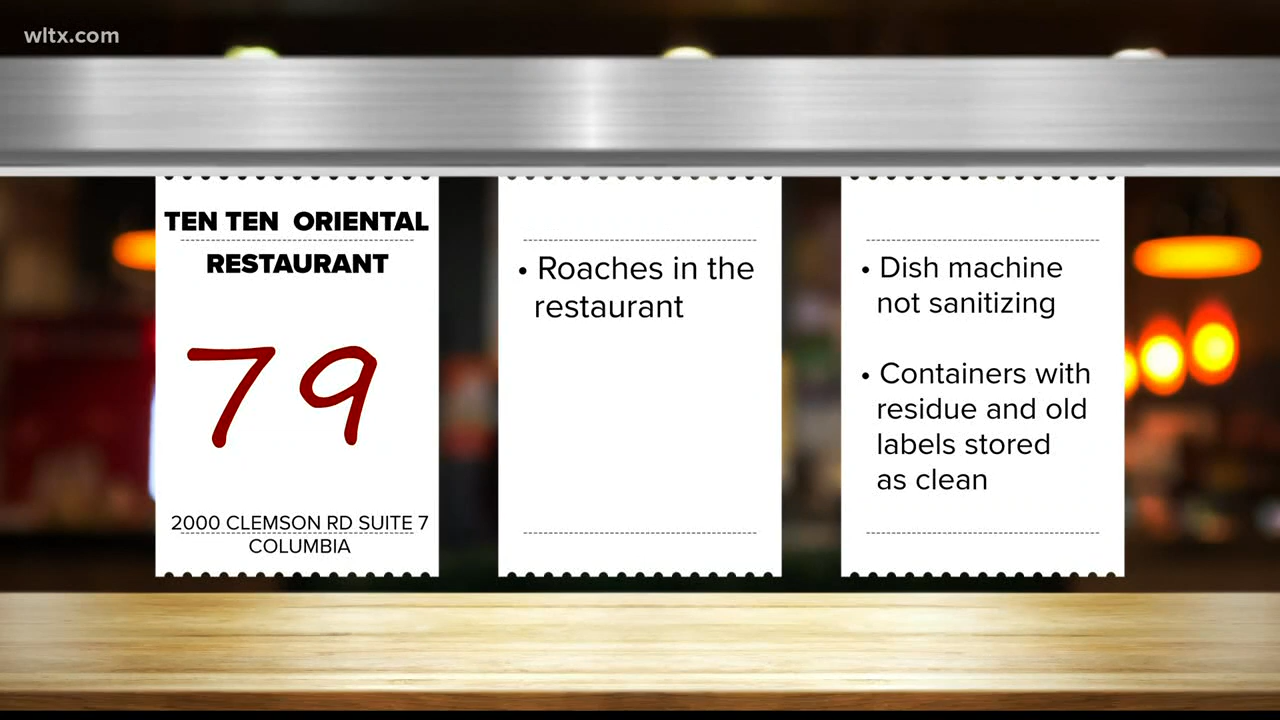 wltx.com
TEN TEN ORIENTAL
RESTAURANT
79
2000 CLEMSON RD SUITE 7
COLUMBIA
• Roaches in the
restaurant
• Dish machine
not sanitizing
• Containers with
residue and old
labels stored
as clean